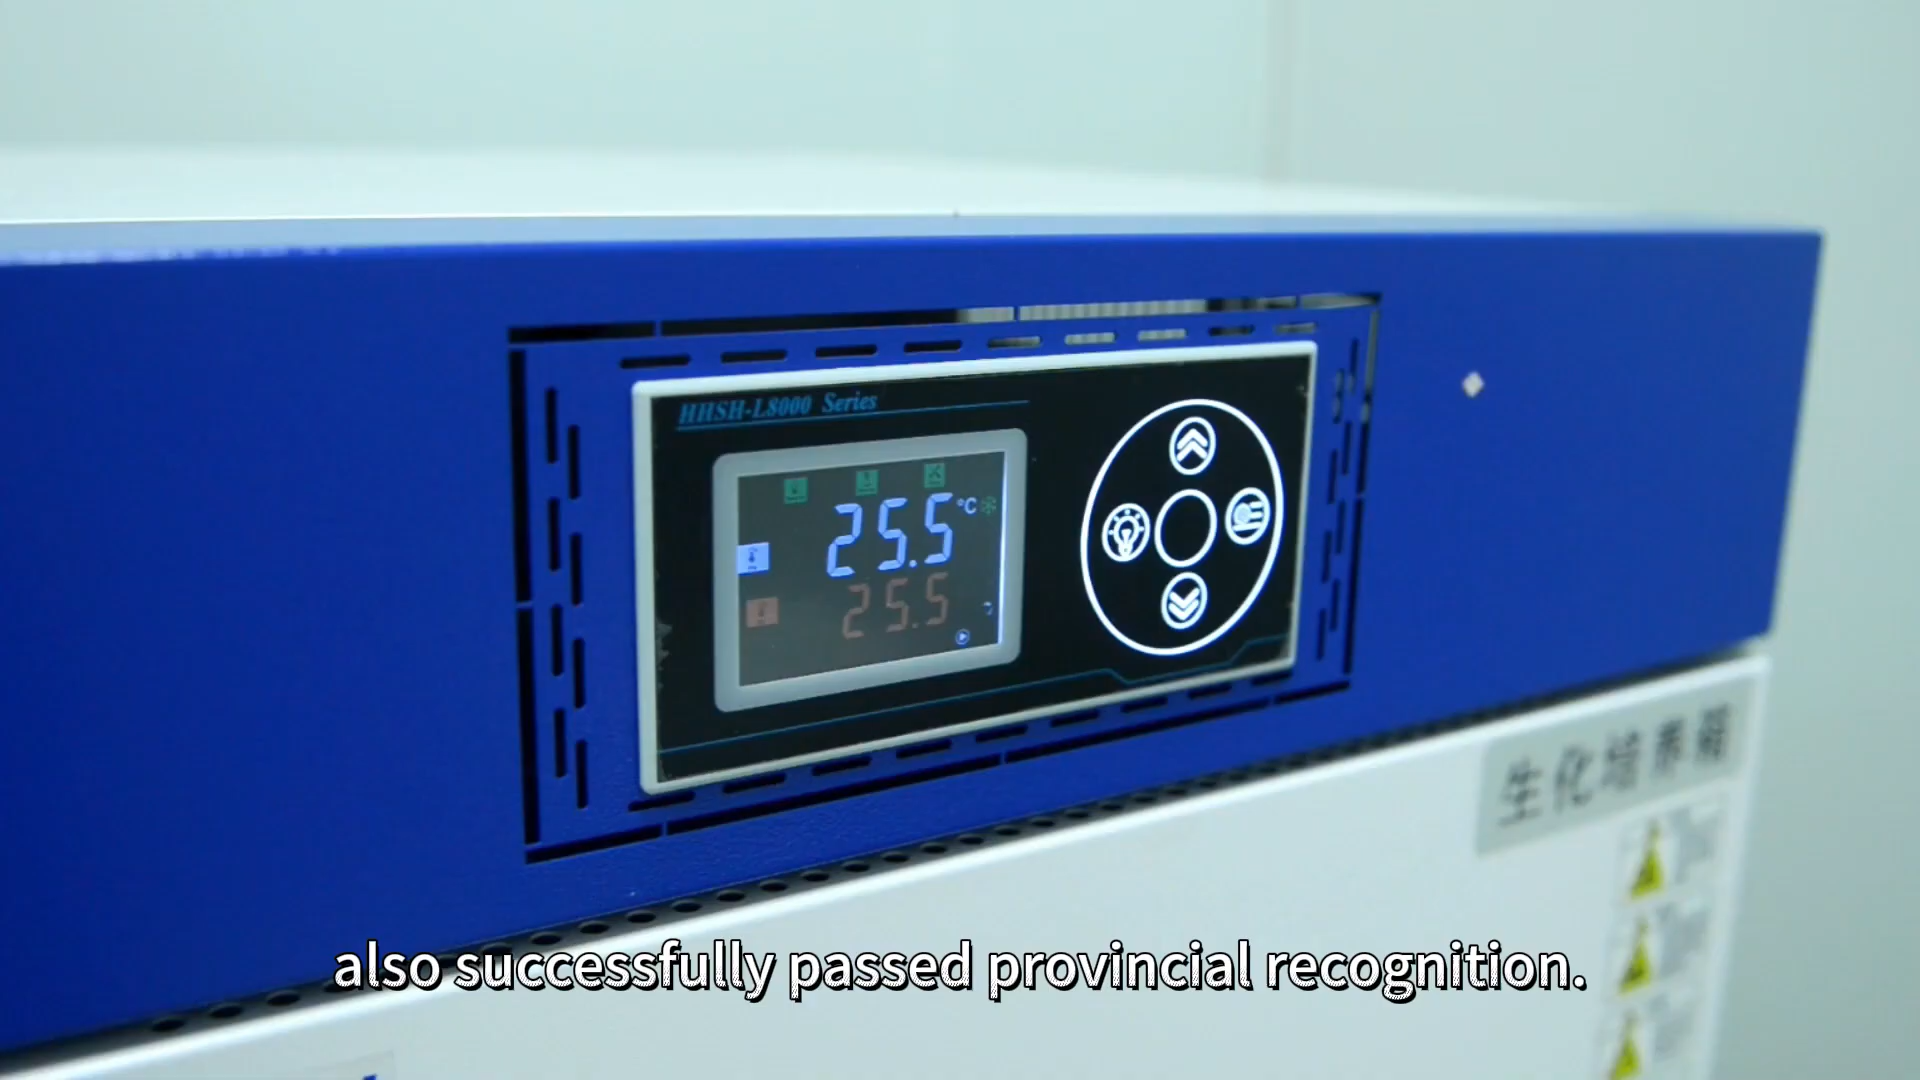 HHSH-L8000 Series
25.5 °C
25.5
生化培养箱
also successfully passed provincial recognition.